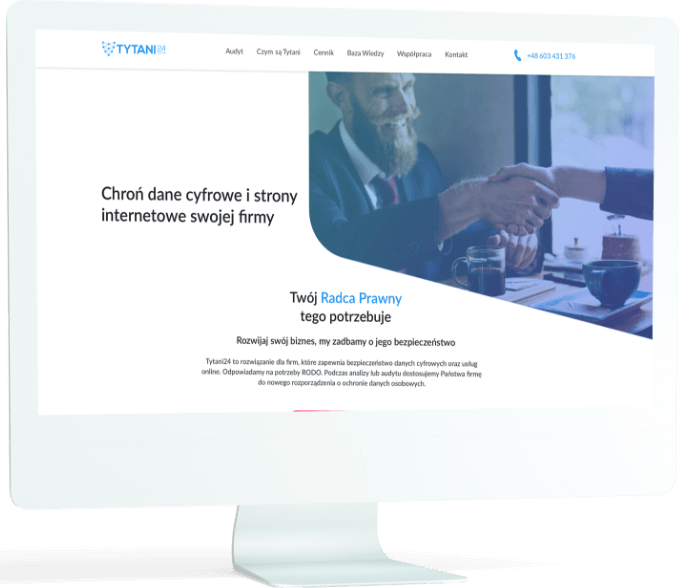 TYTANI24
Audyt Czym są Tytani Cennik Baza Wiedzy Współpraca Kontakt +48 603 431 376
Chroń dane cyfrowe i strony
internetowe swojej firmy
Twój Radca Prawny
tego potrzebuje
Rozwijaj swój biznes, my zadbamy o jego bezpieczeństwo
Tytani24 to rozwiązanie dla firm, które zapewnia bezpieczeństwo danych cyfrowych oraz usług
online. Odpowiadamy na potrzeby RODO. Podczas analizy lub audytu dostosujemy Państwa firmę
do nowego rozporządzenia o ochronie danych osobowych.